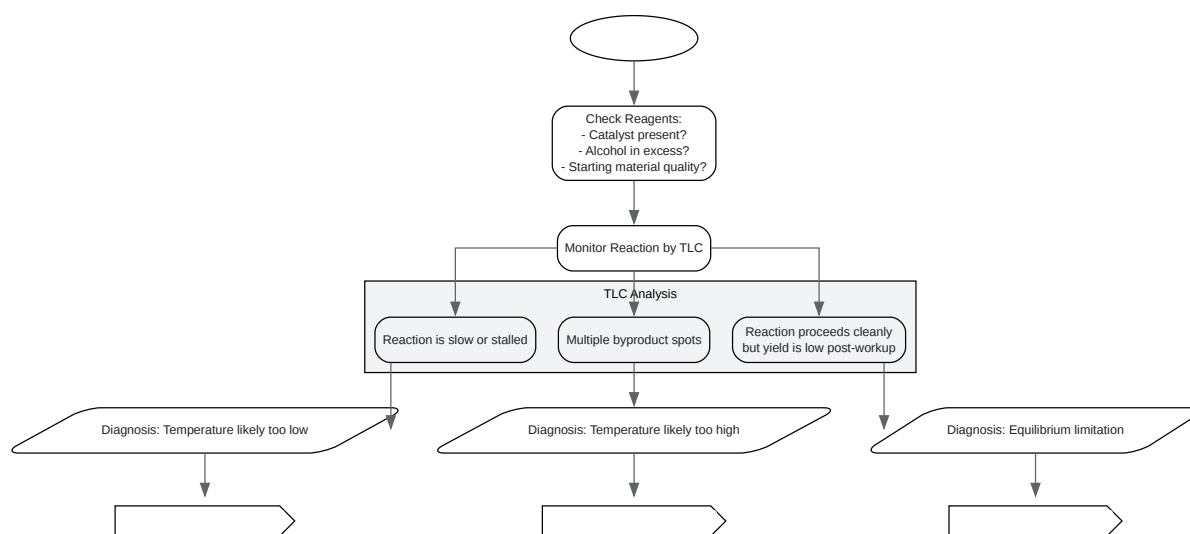 Check Reagents:
- Catalyst present?
- Alcohol in excess?
- Starting material quality?
Monitor Reaction by TLC
TLC Analysis
Reaction is slow or stalled
Multiple byproduct spots
Reaction proceeds cleanly
but yield is low post-workup
Diagnosis: Temperature likely too low
Diagnosis: Temperature likely too high
Diagnosis: Equilibrium limitation